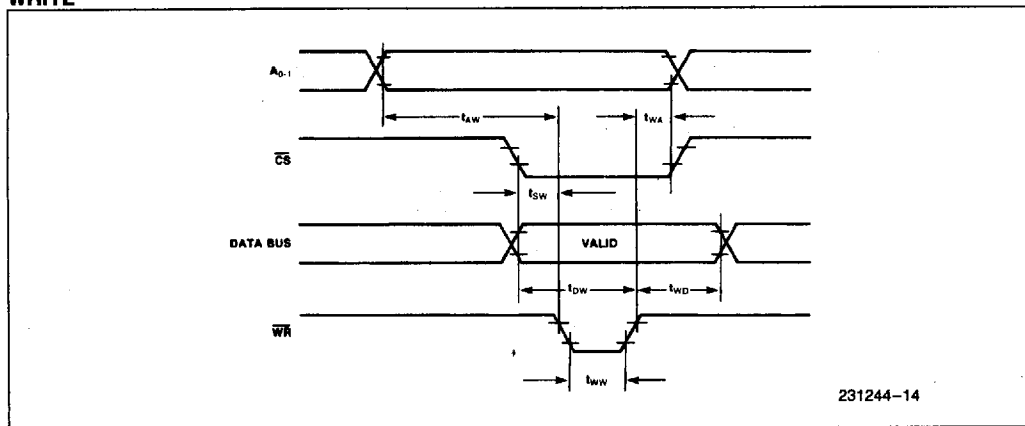 WRITE
A0-1
tAW
tWA
CS
tSW
DATA BUS
VALID
tDW
tWD
WR
tWW
231244-14